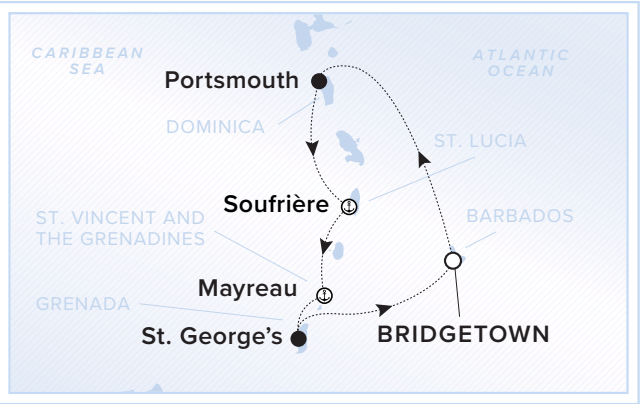 CARIBBEAN
SEA
ATLANTIC
OCEAN
Portsmouth
DOMINICA
ST. LUCIA
Soufrière
ST. VINCENT AND
THE GRENADINES
BARBADOS
Mayreau
GRENADA
St. George’s
BRIDGETOWN